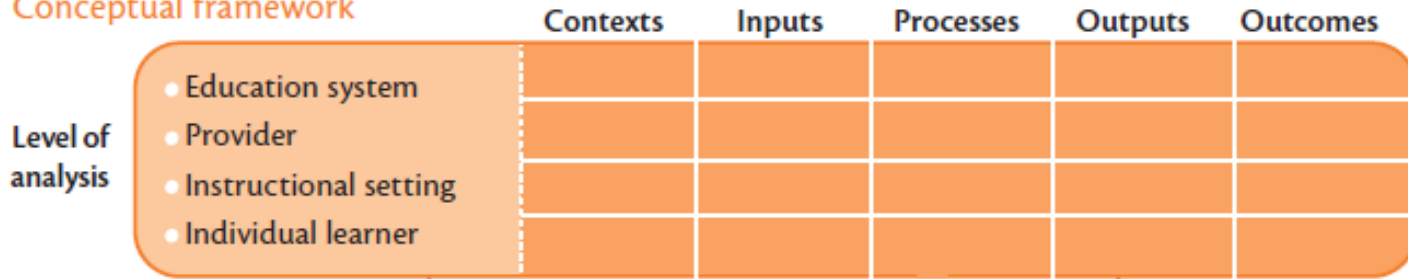 Conceptual framework
Contexts Inputs Processes Outputs Outcomes
Education system
Provider
Level of
analysis
Instructional setting
Individual learner